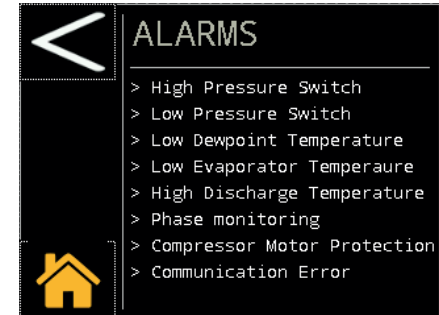 ALARMS
> High Pressure Switch
> Low Pressure Switch
> Low Dewpoint Temperature
> Low Evaporator Temperaure
> High Discharge Temperature
> Phase monitoring
> Compressor Motor Protection
> Communication Error